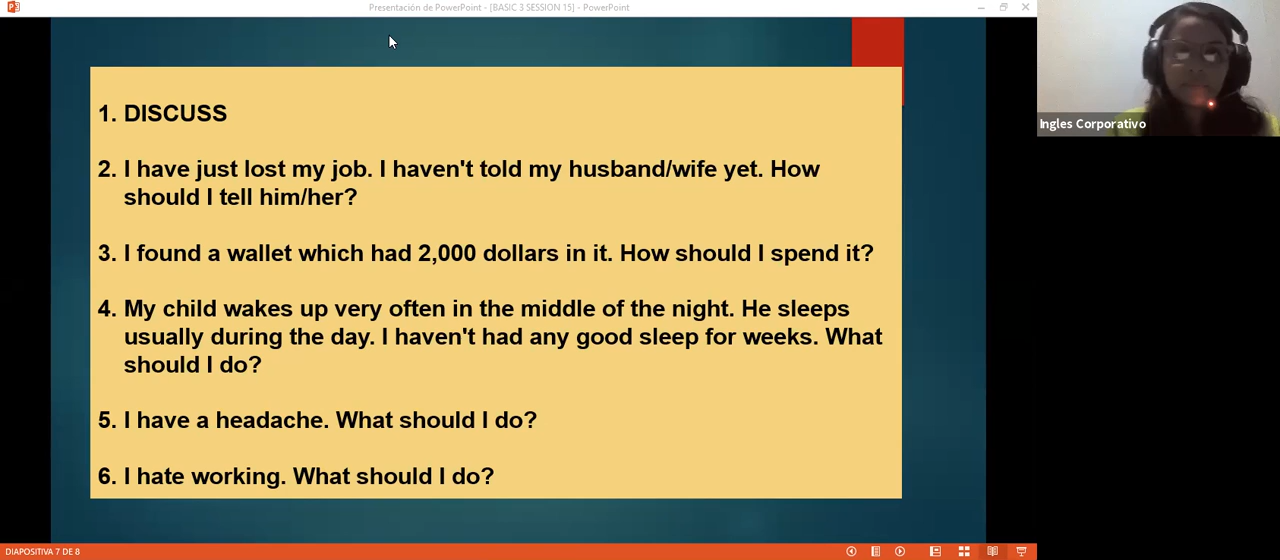 Presentación de PowerPoint - [BASIC 3 SESSION 15] - PowerPoint
1. DISCUSS
2. I have just lost my job. I haven't told my husband/wife yet. How
should I tell him/her?
3. I found a wallet which had 2,000 dollars in it. How should I spend it?
4. My child wakes up very often in the middle of the night. He sleeps
usually during the day. I haven't had any good sleep for weeks. What
should I do?
5. I have a headache. What should I do?
6. I hate working. What should I do?
Ingles Corporativo
DIAPOSITIVA 7 DE 8